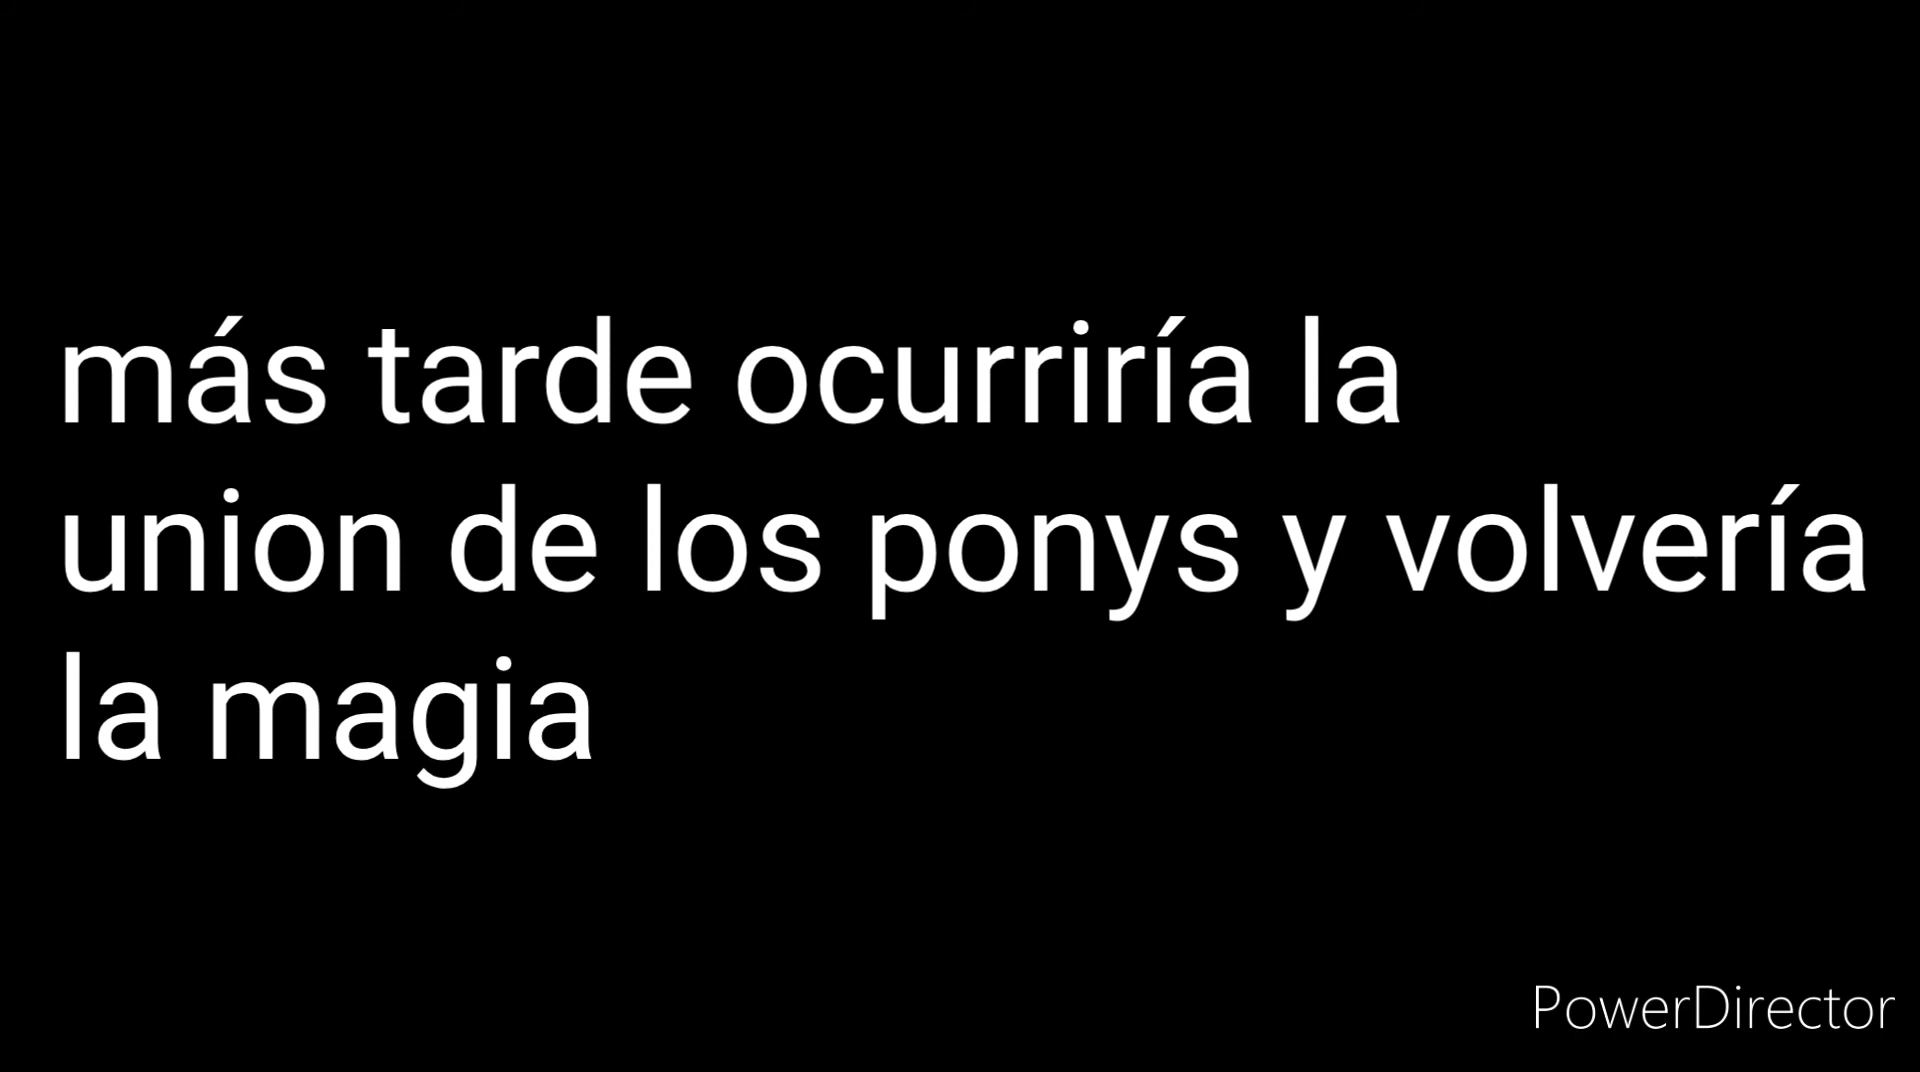 más tarde ocurriría la
union de los ponys y volvería
la magia
PowerDirector